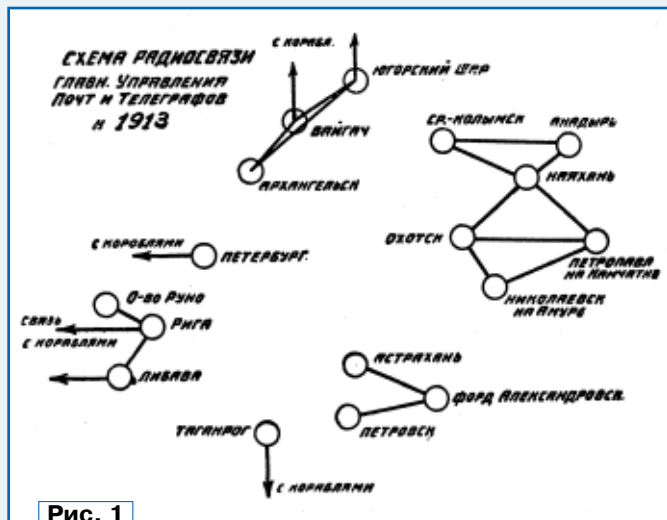 СХЕМА РАДИОСВЯЗИ
ГЛАВН. УПРАВЛЕНИЯ
ПОЧТ И ТЕЛЕГРАФОВ
К 1913
С КОРАБЛ.
ЮГОРСКИЙ ШАР
ВАЙГАЧ
АРХАНГЕЛЬСК
СР.-КОЛЫМСК
АНАДЫРЬ
НАЯХАНЬ
ОХОТСК
ПЕТРОПАВЛ
НА КАМЧАТКЕ
НИКОЛАЕВСК
НА АМУРЕ
С КОРАБЛЯМИ
ПЕТЕРБУРГ.
О-ВО РУНО
СВЯЗЬ
С КОРАБЛЯМИ
РИГА
ЛИБАВА
АСТРАХАНЬ
ФОРД АЛЕКСАНДРОВСК.
ПЕТРОВСК
ТАГАНРОГ
С КОРАБЛЯМИ
Рис. 1